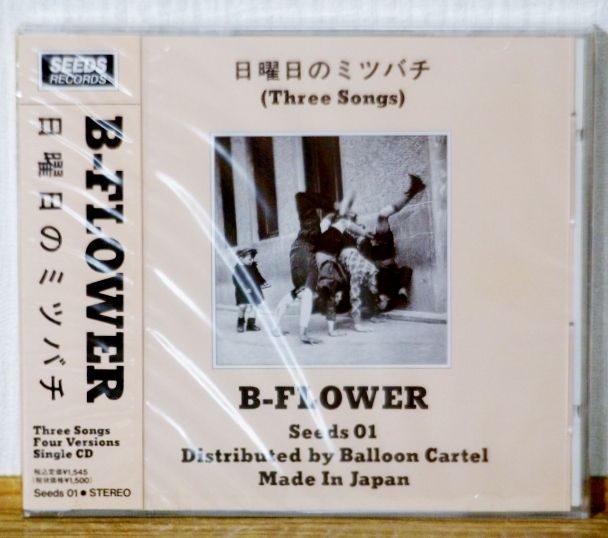 SEEDS
RECORDS
B-FLOWER
日曜日のミツバチ
Three Songs
Four Versions
Single CD
税込定価¥1,545
(税抜価格¥1,500)
Seeds 01 ● STEREO
日曜日のミツバチ
(Three Songs)
B-FLOWER
Seeds 01
Distributed by Balloon Cartel
Made In Japan